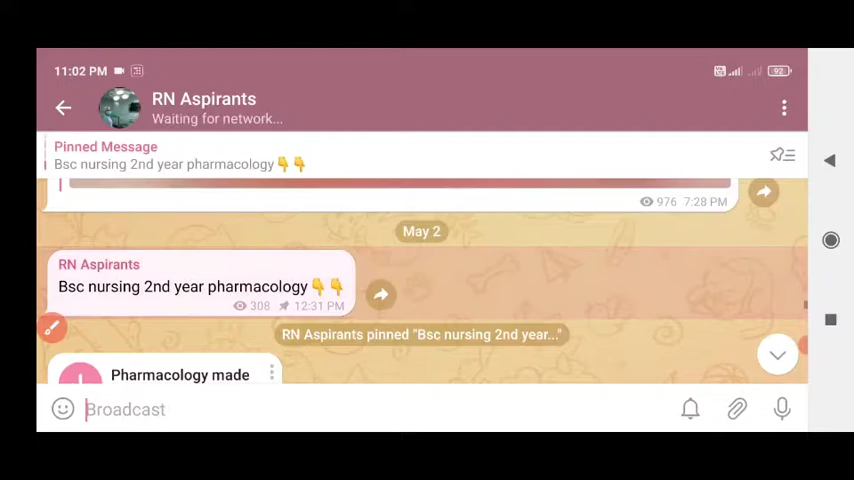 11:02 PM
92
RN Aspirants
Waiting for network...
Pinned Message
Bsc nursing 2nd year pharmacology👇👇
976 7:28 PM
May 2
RN Aspirants
Bsc nursing 2nd year pharmacology👇👇
308 12:31 PM
RN Aspirants pinned "Bsc nursing 2nd year..."
Pharmacology made
Broadcast